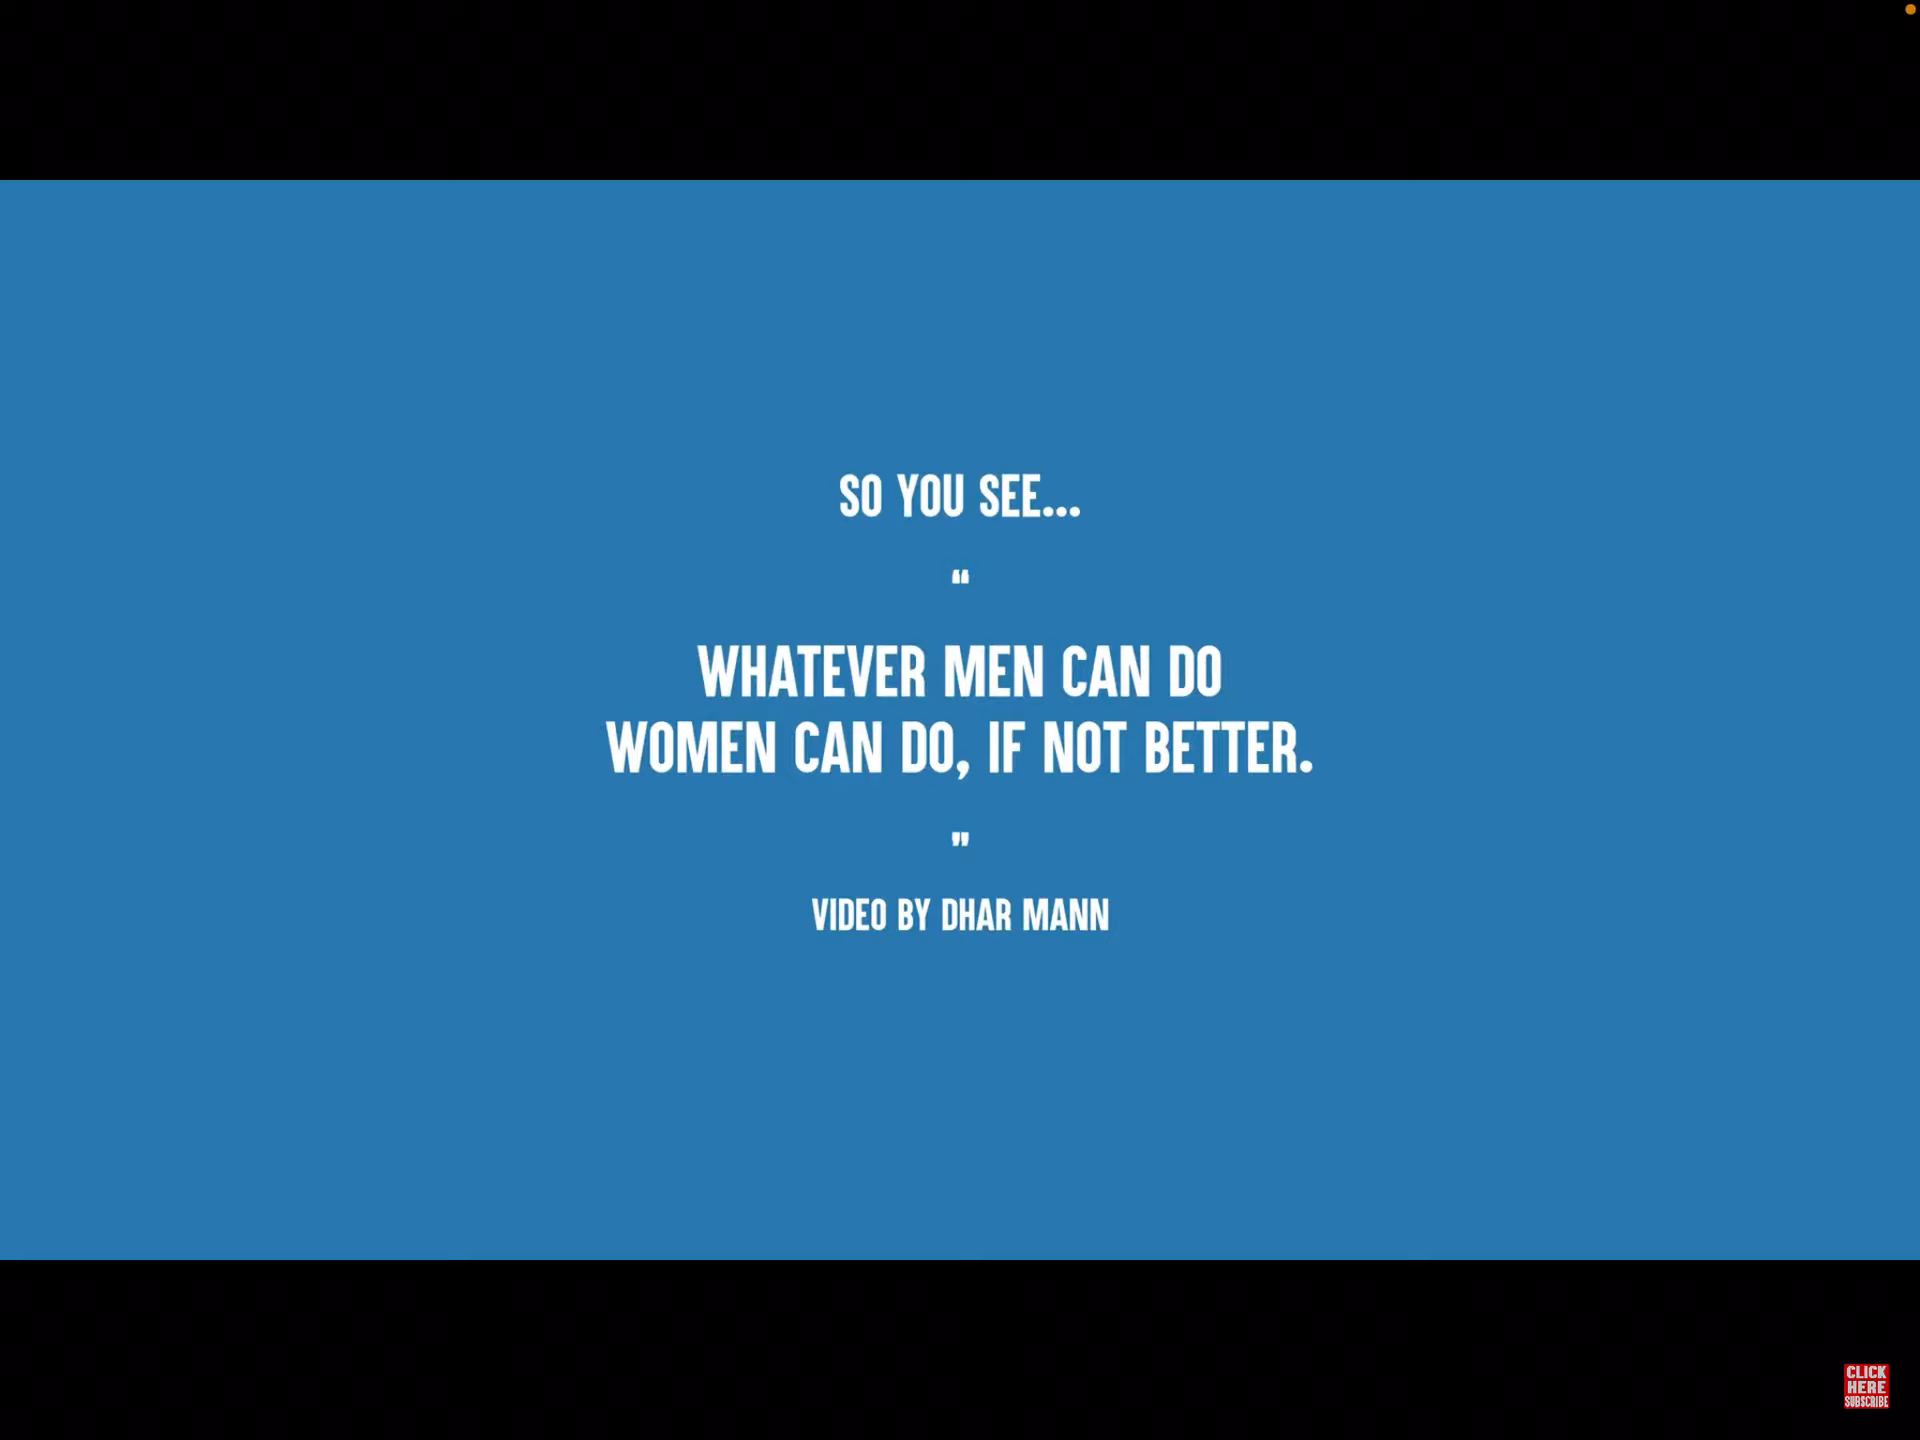 SO YOU SEE...
“
WHATEVER MEN CAN DO
WOMEN CAN DO, IF NOT BETTER.
”
VIDEO BY DHAR MANN
CLICK
HERE
SUBSCRIBE